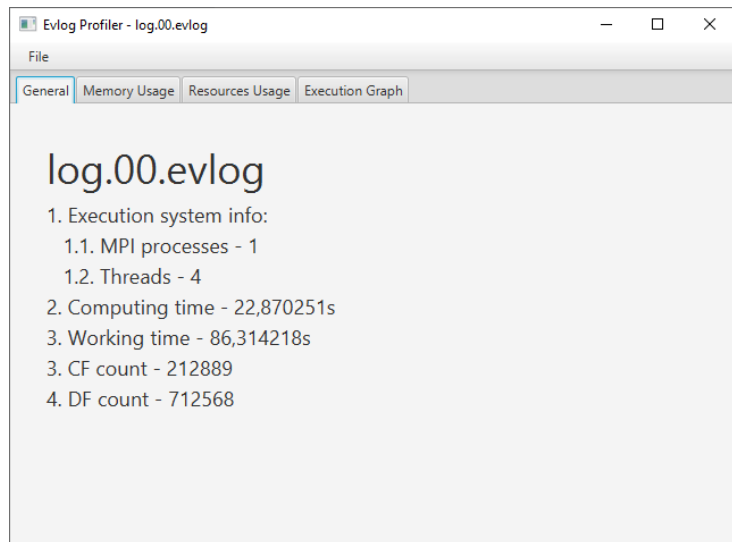 Evlog Profiler - log.00.evlog
File
General Memory Usage Resources Usage Execution Graph
log.00.evlog
1. Execution system info:
1.1. MPI processes - 1
1.2. Threads - 4
2. Computing time - 22,870251s
3. Working time - 86,314218s
3. CF count - 212889
4. DF count - 712568